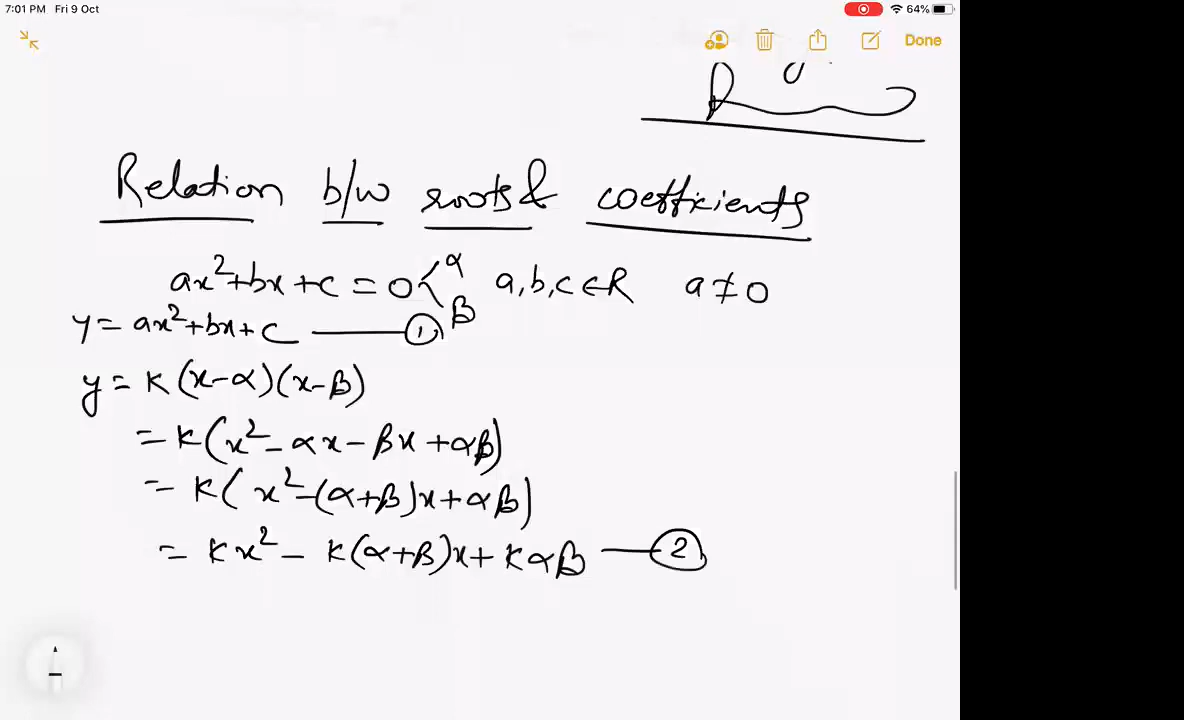 7:01 PM Fri 9 Oct 64%
Done
Relation b/w roots & coefficients
ax²+bx+c=0 < α β a,b,c∈R a≠0
y= ax²+bx+c ——①
y= k(x-α)(x-β)
=k(x²-αx-βx+αβ)
= k(x²-(α+β)x+αβ)
= kx²-k(α+β)x+kαβ ——②